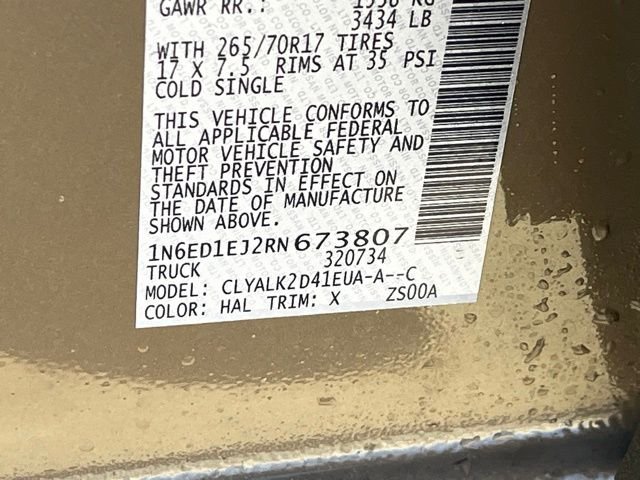 GAWR RR.: 1558 KG
3434 LB
WITH 265/70R17 TIRES
17 X 7.5 RIMS AT 35 PSI
COLD SINGLE
THIS VEHICLE CONFORMS TO
ALL APPLICABLE FEDERAL
MOTOR VEHICLE SAFETY AND
THEFT PREVENTION
STANDARDS IN EFFECT ON
THE DATE OF MANUFACTURE
SHOWN ABOVE.
1N6ED1EJ2RN673807
TRUCK 320734
MODEL: CLYALK2D41EUA-A--C
COLOR: HAL TRIM: X ZS00A